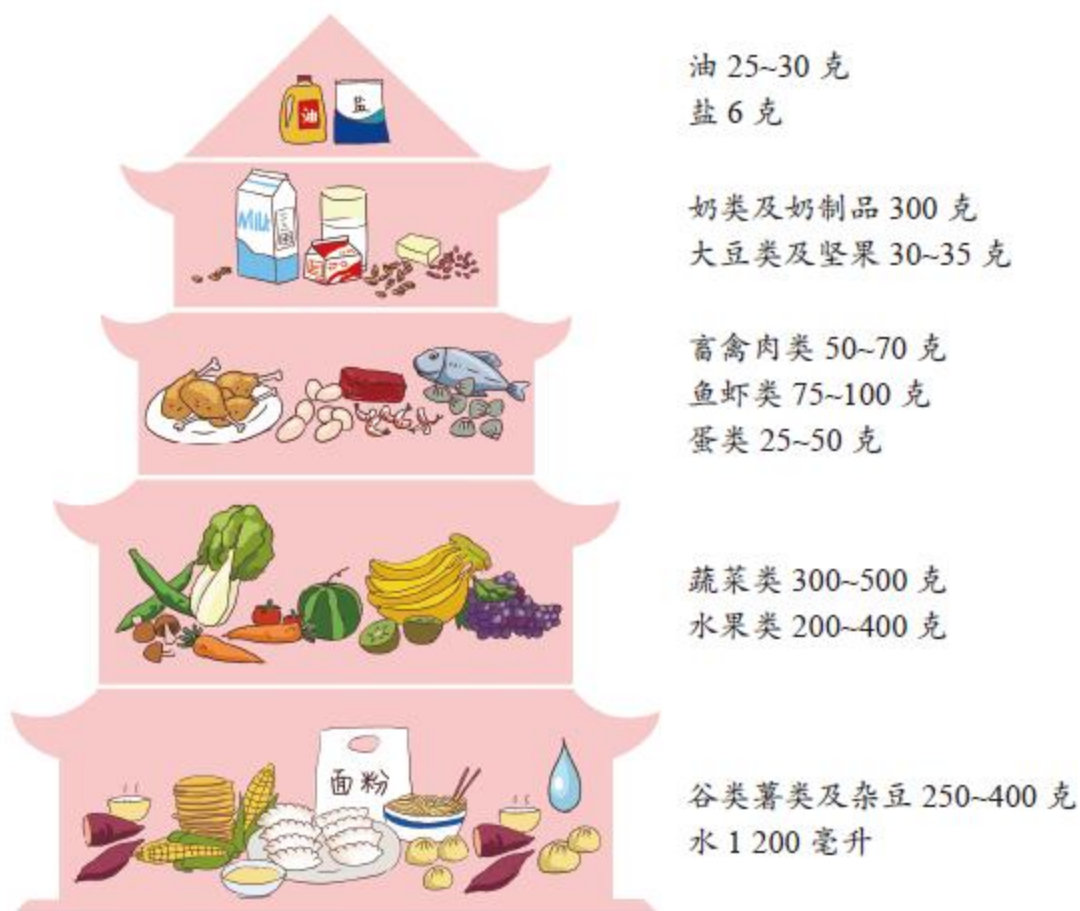 油 25~30 克
盐 6 克
油
盐
奶类及奶制品 300 克
大豆类及坚果 30~35 克
Milk
畜禽肉类 50~70 克
鱼虾类 75~100 克
蛋类 25~50 克
蔬菜类 300~500 克
水果类 200~400 克
面粉
谷类薯类及杂豆 250~400 克
水 1 200 毫升